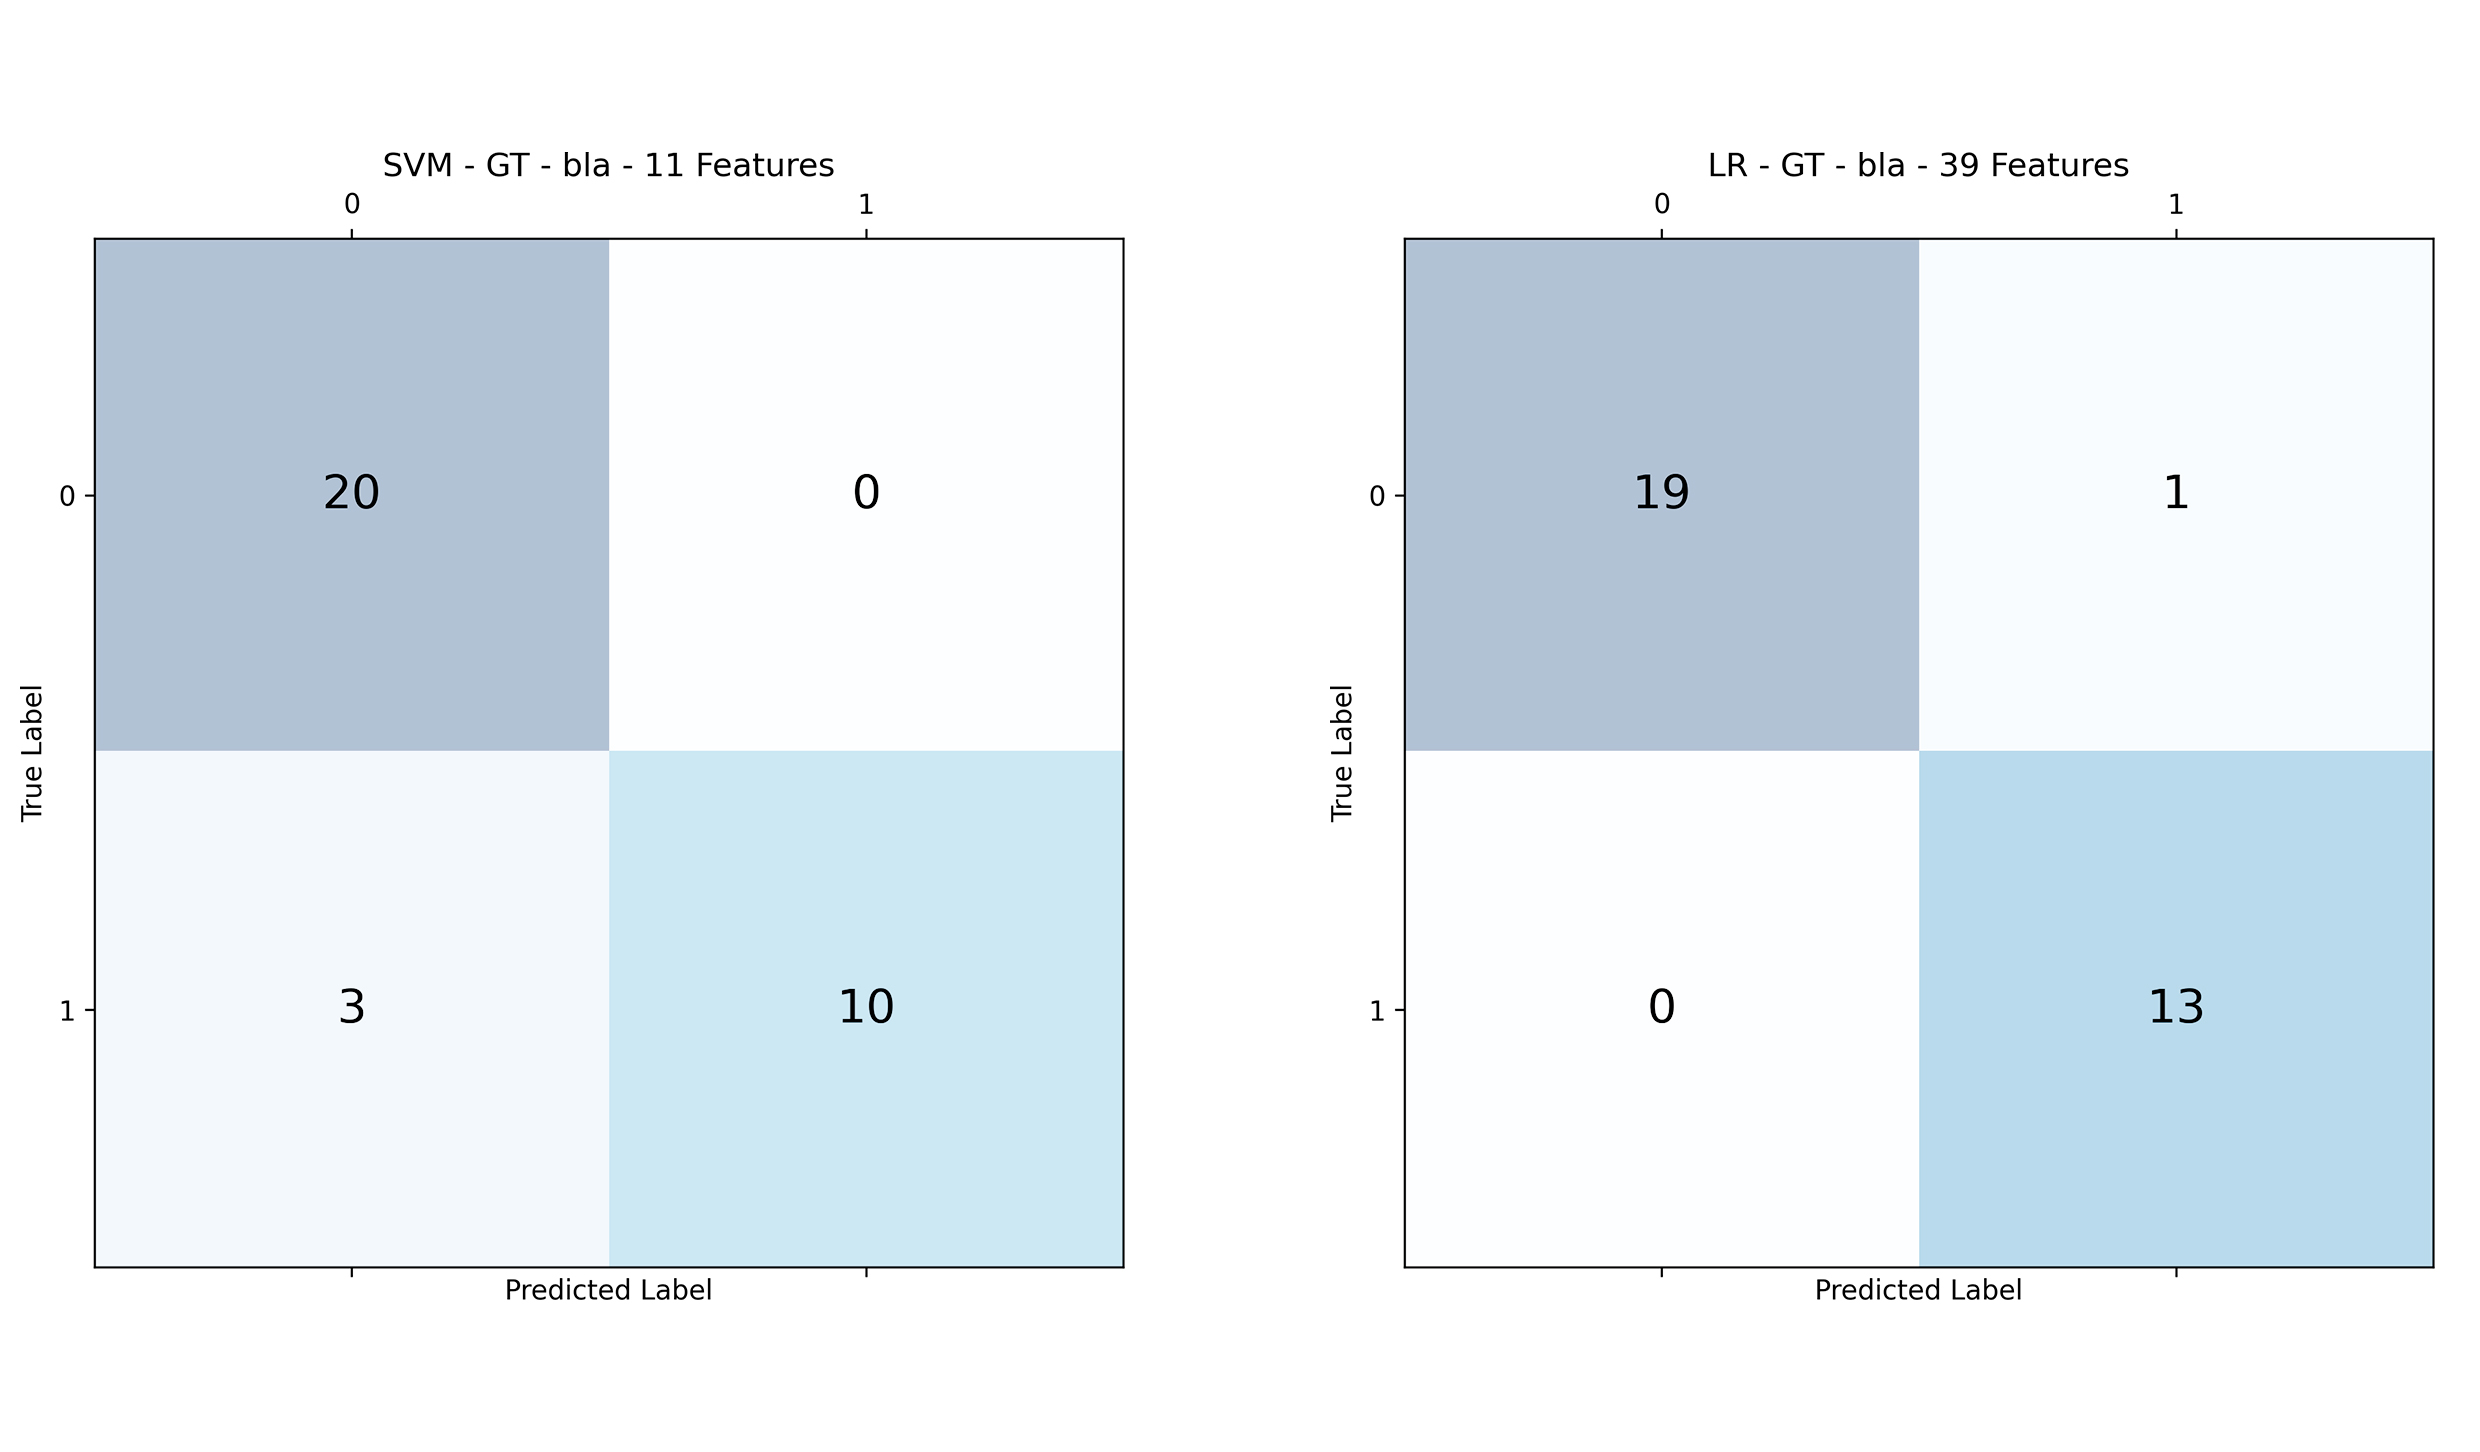 SVM - GT - bla - 11 Features
0 1
0
20 0
True Label
1
3 10
Predicted Label
LR - GT - bla - 39 Features
0 1
0
19 1
True Label
1
0 13
Predicted Label